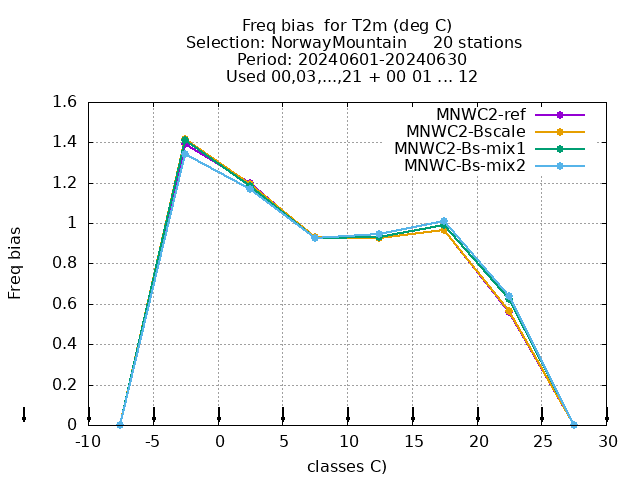 Freq bias  for T2m (deg C)
Selection: NorwayMountain     20 stations
Period: 20240601-20240630
Used 00,03,...,21 + 00 01 ... 12
MNWC2-ref
MNWC2-Bscale
MNWC2-Bs-mix1
MNWC-Bs-mix2
Freq bias
1.6
1.4
1.2
1
0.8
0.6
0.4
0.2
0
-10 -5 0 5 10 15 20 25 30
classes C)